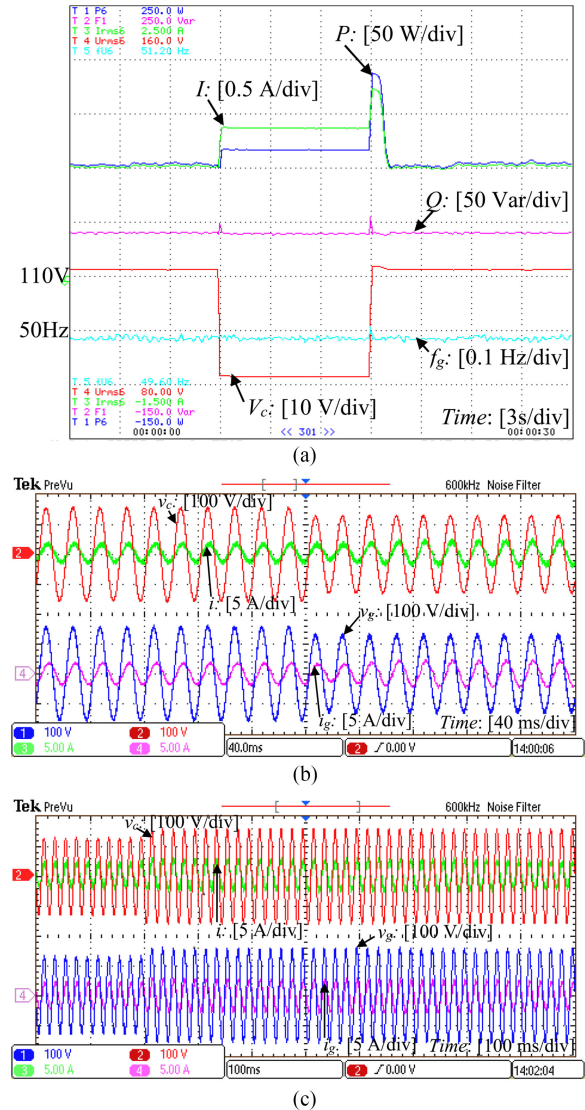 T 1 P6 250.0 W
T 2 F1 250.0 Var
T 3 Irms6 2.500 A
T 4 Urms6 160.0 V
T 5 fU6 51.20 Hz
P: [50 W/div]
I: [0.5 A/div]
Q: [50 Var/div]
110V
50Hz
fg: [0.1 Hz/div]
T 5 fU6 49.60 Hz
T 4 Urms6 80.00 V
T 3 Irms6 -1.500 A
T 2 F1 -150.0 Var
T 1 P6 -150.0 W
Vc: [10 V/div]
Time: [3s/div]
00:00:00 << 301 >> 00:00:30
(a)
Tek PreVu 600kHz Noise Filter
vc: [100 V/div]
2
i: [5 A/div]
vg: [100 V/div]
4
ig: [5 A/div] Time: [40 ms/div]
1 100 V 2 100 V
3 5.00 A 4 5.00 A
40.0ms 2 0.00 V 14:00:06
(b)
Tek PreVu 600kHz Noise Filter
vc: [100 V/div]
2
i: [5 A/div]
vg: [100 V/div]
4
ig: [5 A/div] Time: [100 ms/div]
1 100 V 2 100 V
3 5.00 A 4 5.00 A
100ms 2 0.00 V 14:02:04
(c)